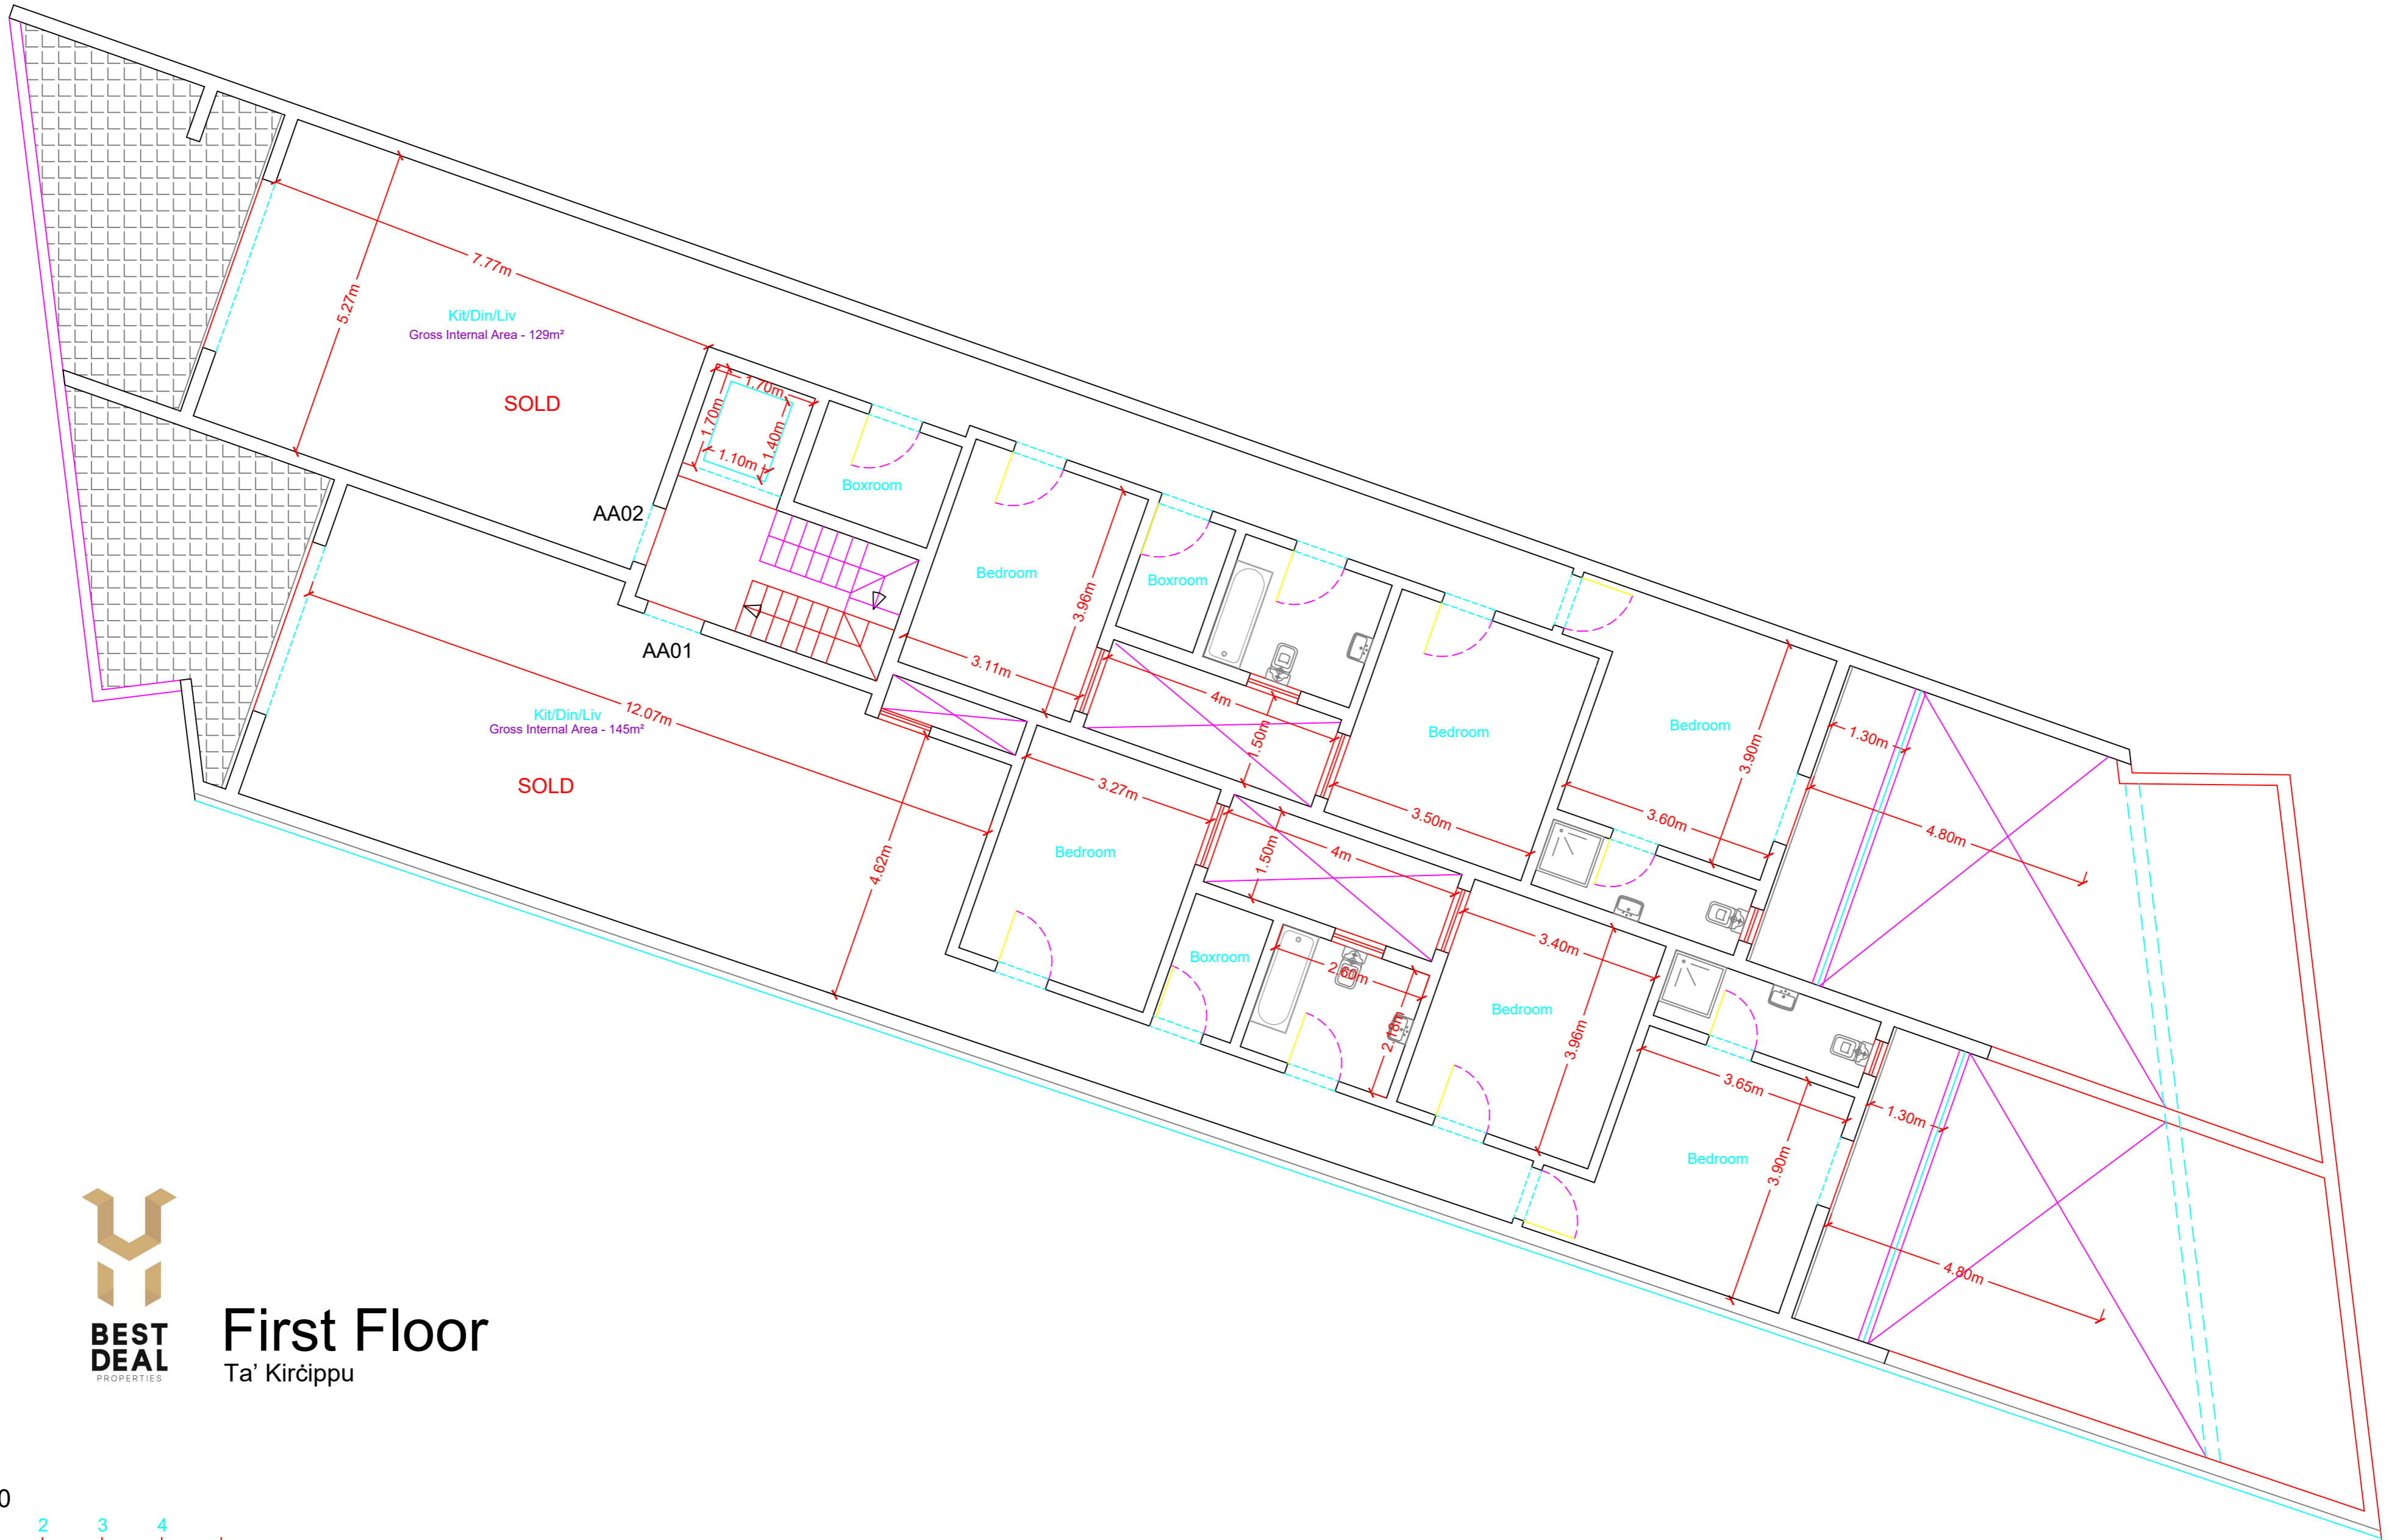 7.77m
5.27m
Kit/Din/Liv
Gross Internal Area - 129m²
SOLD
1.70m
1.70m
1.40m
1.10m
Boxroom
AA02
AA01
Bedroom
3.96m
3.11m
Boxroom
4m
1.50m
Bedroom
3.50m
Bedroom
3.90m
3.60m
1.30m
4.80m
12.07m
Kit/Din/Liv
Gross Internal Area - 145m²
SOLD
4.62m
3.27m
Bedroom
4m
1.50m
Boxroom
2.60m
2.18m
3.40m
Bedroom
3.96m
3.65m
Bedroom
3.90m
1.30m
4.80m
BEST
DEAL
PROPERTIES
First Floor
Ta' Kirċippu
0
2 3 4